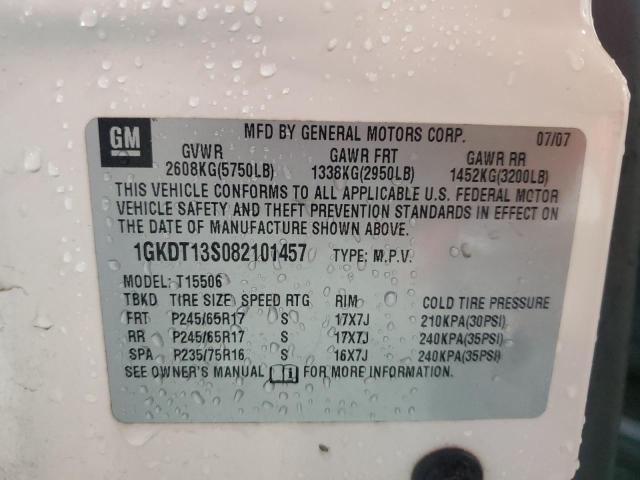 GM
MFD BY GENERAL MOTORS CORP. 07/07
GVWR GAWR FRT GAWR RR
2608KG(5750LB) 1338KG(2950LB) 1452KG(3200LB)
THIS VEHICLE CONFORMS TO ALL APPLICABLE U.S. FEDERAL MOTOR
VEHICLE SAFETY AND THEFT PREVENTION STANDARDS IN EFFECT ON
THE DATE OF MANUFACTURE SHOWN ABOVE.
1GKDT13S082101457 TYPE: M.P.V.
MODEL: T15506
TBKD TIRE SIZE SPEED RTG RIM COLD TIRE PRESSURE
FRT P245/65R17 S 17X7J 210KPA(30PSI)
RR P245/65R17 S 17X7J 240KPA(35PSI)
SPA P235/75R16 S 16X7J 240KPA(35PSI)
SEE OWNER'S MANUAL FOR MORE INFORMATION